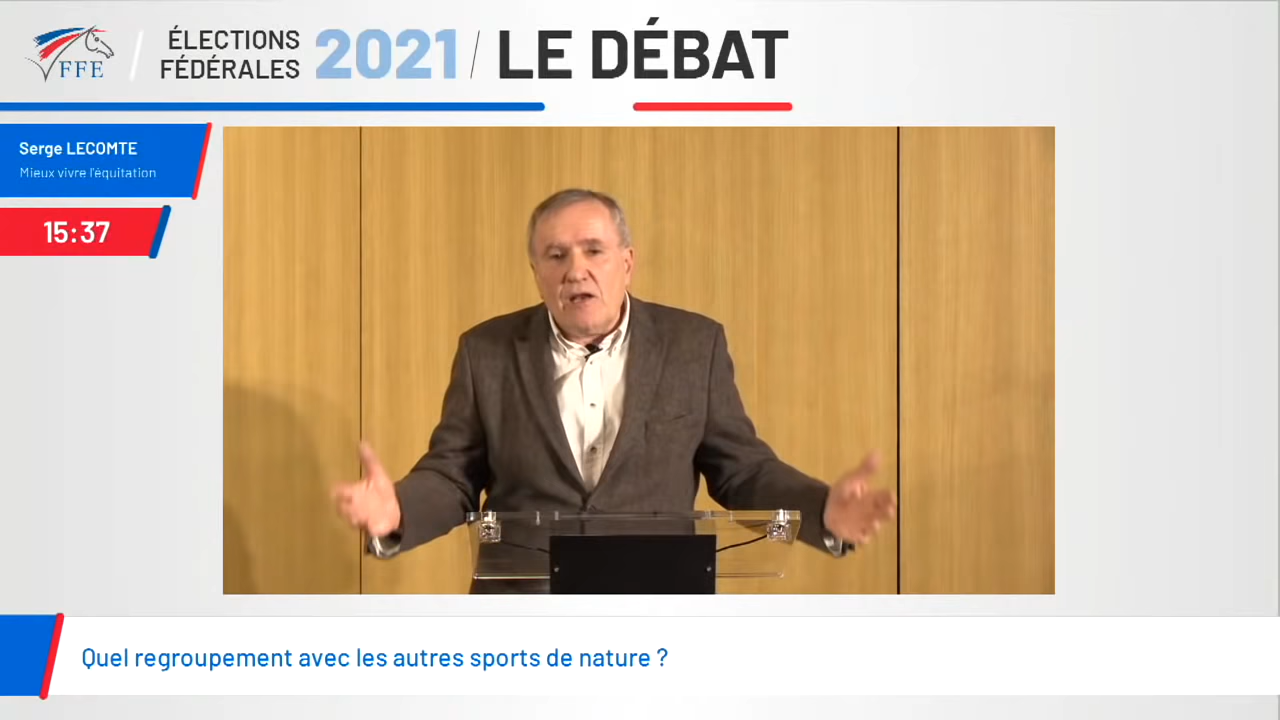 FFE
ÉLECTIONS
FÉDÉRALES
2021
/ LE DÉBAT
Serge LECOMTE
Mieux vivre l'équitation
15:37
Quel regroupement avec les autres sports de nature ?